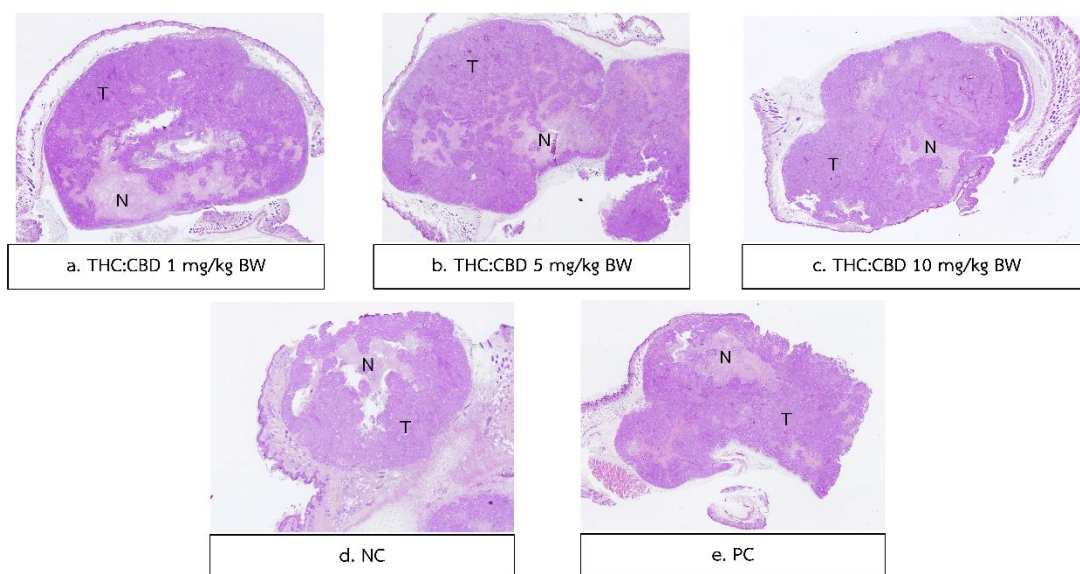 T
N
a. THC:CBD 1 mg/kg BW
T
N
b. THC:CBD 5 mg/kg BW
T
N
c. THC:CBD 10 mg/kg BW
N
T
d. NC
N
T
e. PC